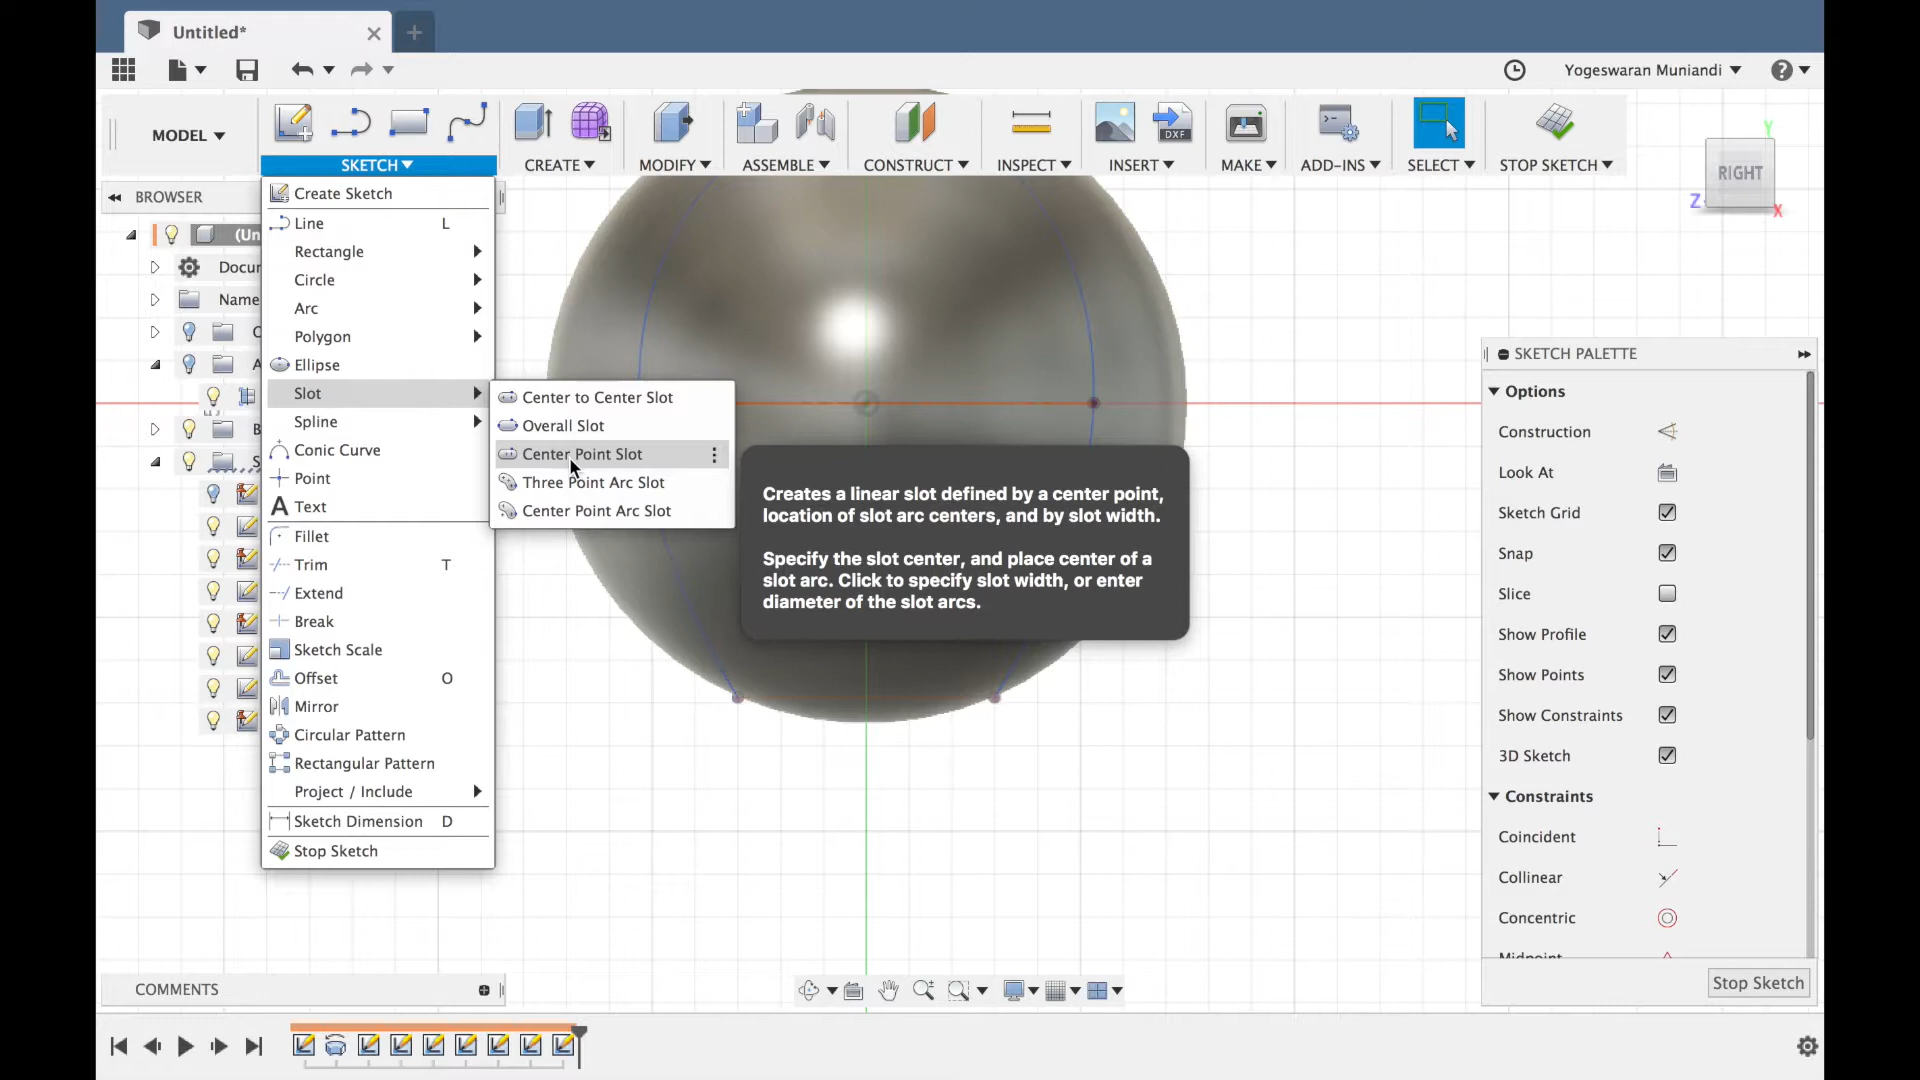 Untitled*
Yogeswaran Muniandi
MODEL
SKETCH
CREATE
MODIFY
ASSEMBLE
CONSTRUCT
INSPECT
INSERT
DXF
MAKE
ADD-INS
SELECT
STOP SKETCH
BROWSER
(Un
Docum
Name
Create Sketch
Line L
Rectangle
Circle
Arc
Polygon
Ellipse
Slot
Spline
Conic Curve
Point
A Text
Fillet
Trim T
Extend
Break
Sketch Scale
Offset O
Mirror
Circular Pattern
Rectangular Pattern
Project / Include
Sketch Dimension D
Stop Sketch
Center to Center Slot
Overall Slot
Center Point Slot
Three Point Arc Slot
Center Point Arc Slot
Creates a linear slot defined by a center point,
location of slot arc centers, and by slot width.
Specify the slot center, and place center of a
slot arc. Click to specify slot width, or enter
diameter of the slot arcs.
Y
RIGHT
Z
X
SKETCH PALETTE
Options
Construction
Look At
Sketch Grid
Snap
Slice
Show Profile
Show Points
Show Constraints
3D Sketch
Constraints
Coincident
Collinear
Concentric
Midpoint
Stop Sketch
COMMENTS